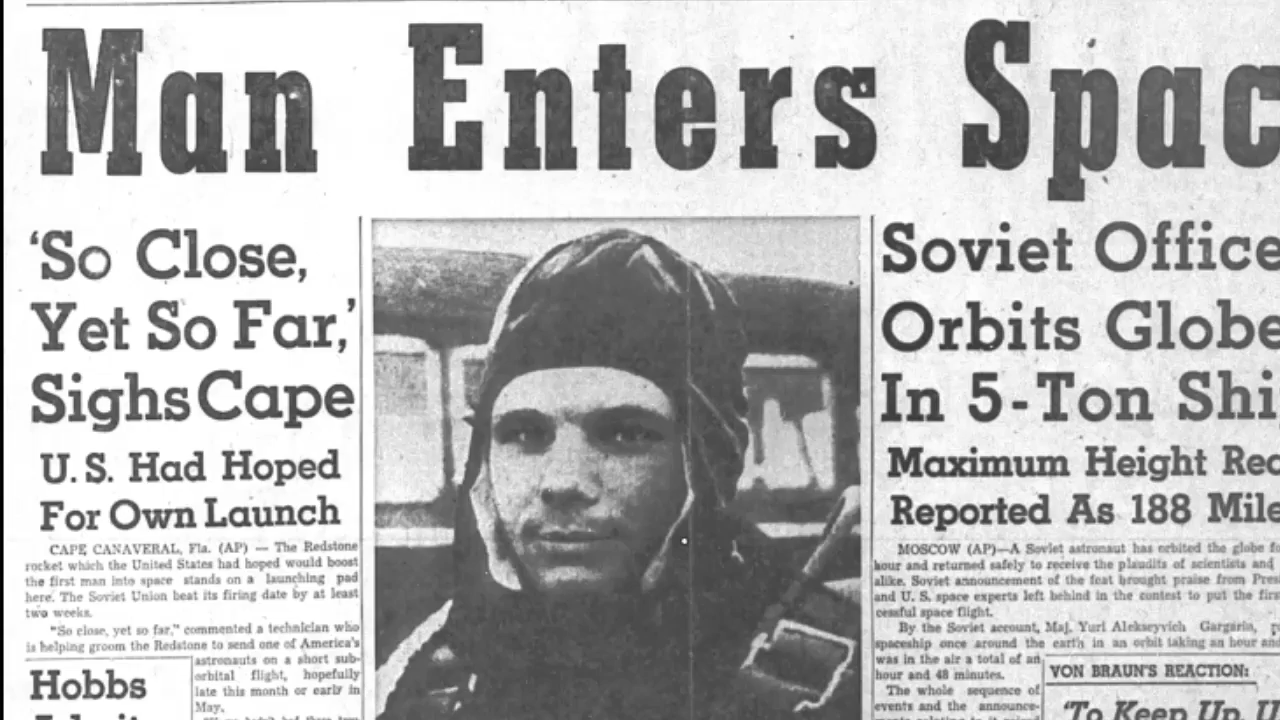 Man Enters Spac
'So Close,
Yet So Far,'
Sighs Cape
U. S. Had Hoped
For Own Launch
CAPE CANAVERAL, Fla. (AP) — The Redstone
rocket which the United States had hoped would boost
the first man into space stands on a launching pad
here. The Soviet Union beat its firing date by at least
two weeks.
"So close, yet so far," commented a technician who
is helping groom the Redstone to send one of America's
astronauts on a short sub-
orbital flight, hopefully
late this month or early in
May.
Hobbs
Soviet Office
Orbits Globe
In 5-Ton Shi
Maximum Height Rea
Reported As 188 Mile
MOSCOW (AP)—A Soviet astronaut has orbited the globe f
hour and returned safely to receive the plaudits of scientists and
alike. Soviet announcement of the feat brought praise from Pres
and U. S. space experts left behind in the contest to put the firs
cessful space flight.
By the Soviet account, Maj. Yuri Alekseyvich Gargarin,
spaceship once around the earth in an orbit taking an hour an
was in the air a total of an
hour and 48 minutes.
The whole sequence of
events and the announce-
VON BRAUN'S REACTION:
'To Keep Up, U